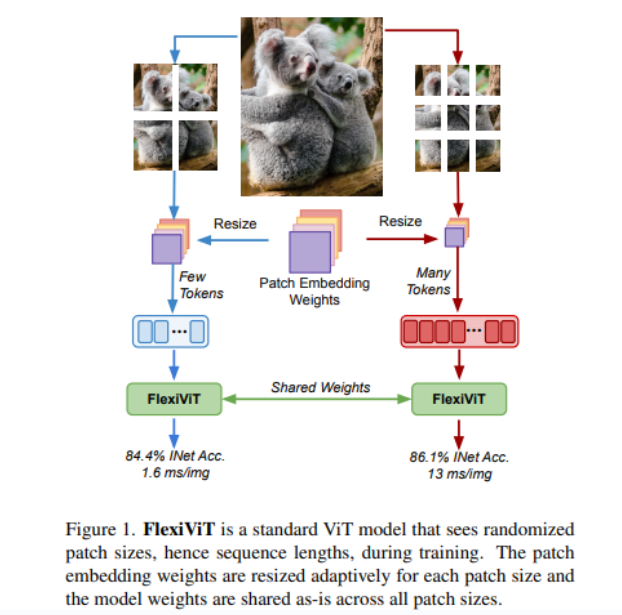 Resize
Resize
Few
Tokens
Patch Embedding
Weights
Many
Tokens
FlexiViT
Shared Weights
FlexiViT
84.4% INet Acc.
1.6 ms/img
86.1% INet Acc.
13 ms/img
Figure 1. FlexiViT is a standard ViT model that sees randomized
patch sizes, hence sequence lengths, during training. The patch
embedding weights are resized adaptively for each patch size and
the model weights are shared as-is across all patch sizes.